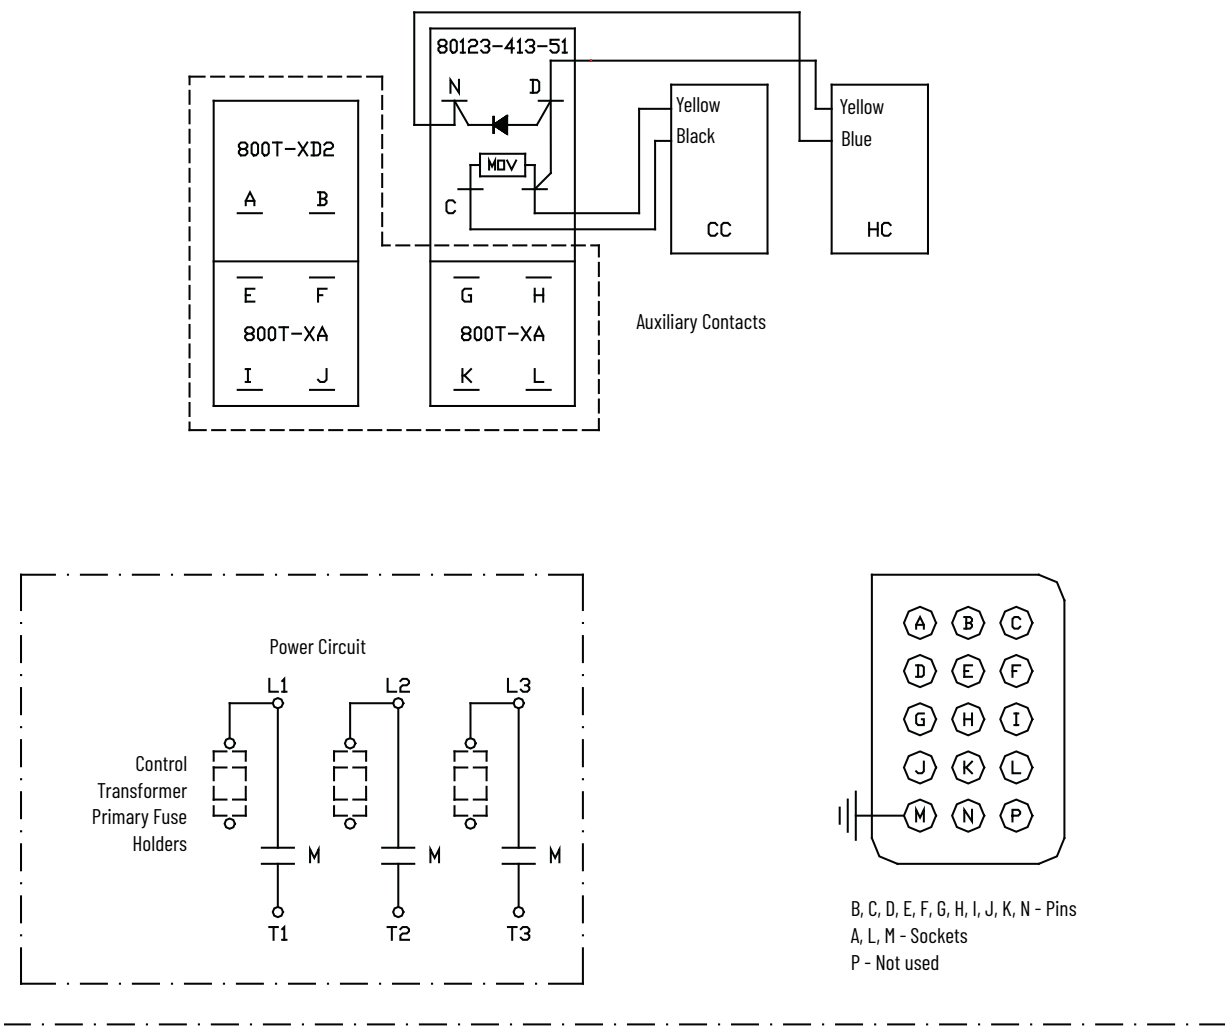 80123-413-51
N D
Yellow
Black
Yellow
Blue
800T-XD2
MOV
A B
C
CC
HC
E F
G H
800T-XA
800T-XA
Auxiliary Contacts
I J
K L
Power Circuit
L1 L2 L3
Control
Transformer
Primary Fuse
Holders
M M M
T1 T2 T3
A B C
D E F
G H I
J K L
M N P
B, C, D, E, F, G, H, I, J, K, N - Pins
A, L, M - Sockets
P - Not used